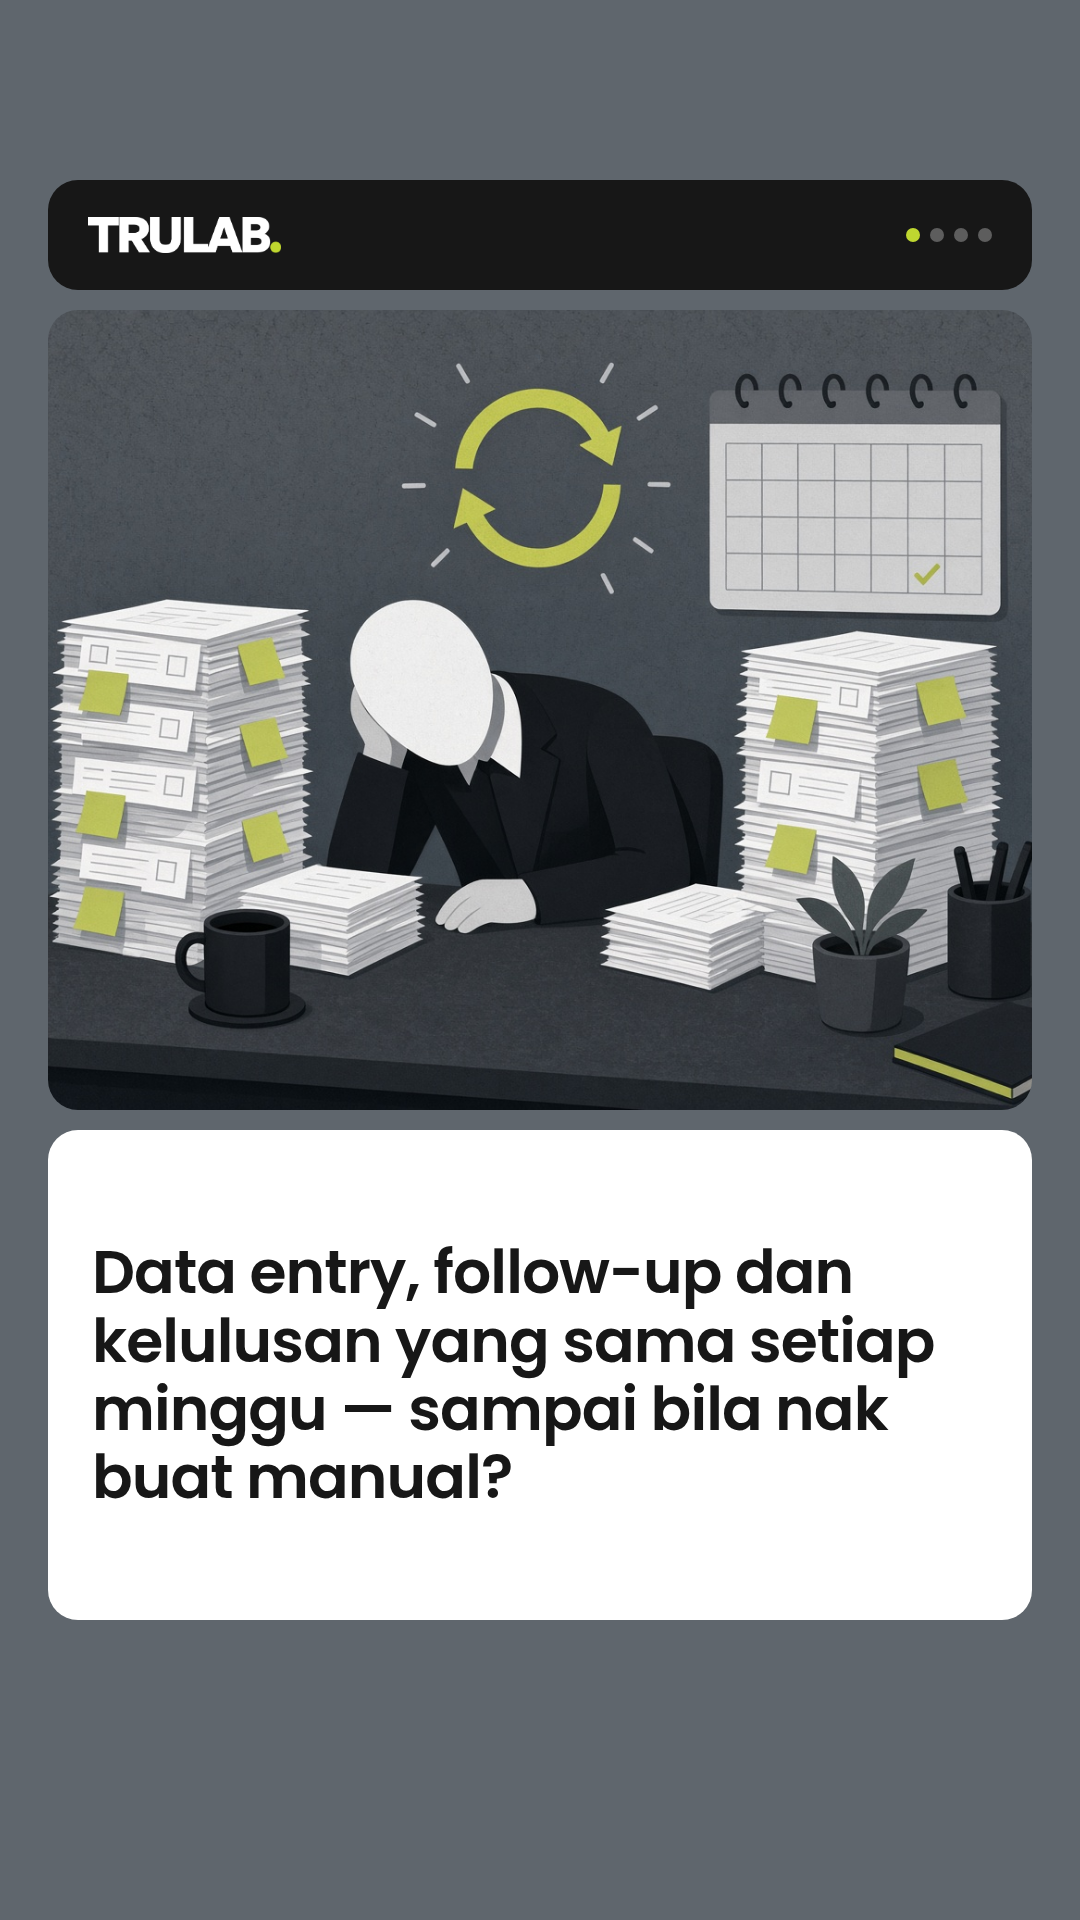 TRULAB.
Data entry, follow-up dan
kelulusan yang sama setiap
minggu — sampai bila nak
buat manual?